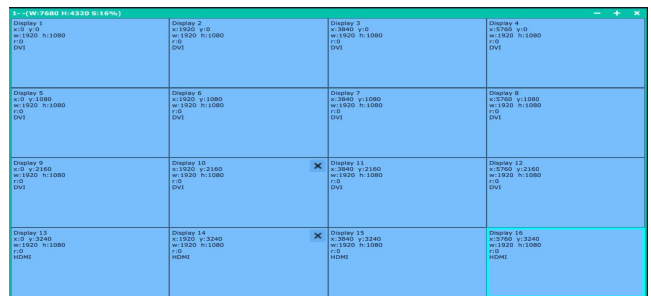 1--(W:7680 H:4320 S:16%)
Display 1
x:0 y:0
w:1920 h:1080
r:0
DVI
Display 2
x:1920 y:0
w:1920 h:1080
r:0
DVI
Display 3
x:3840 y:0
w:1920 h:1080
r:0
DVI
Display 4
x:5760 y:0
w:1920 h:1080
r:0
DVI
Display 5
x:0 y:1080
w:1920 h:1080
r:0
DVI
Display 6
x:1920 y:1080
w:1920 h:1080
r:0
DVI
Display 7
x:3840 y:1080
w:1920 h:1080
r:0
DVI
Display 8
x:5760 y:1080
w:1920 h:1080
r:0
DVI
Display 9
x:0 y:2160
w:1920 h:1080
r:0
DVI
Display 10
x:1920 y:2160
w:1920 h:1080
r:0
DVI
Display 11
x:3840 y:2160
w:1920 h:1080
r:0
DVI
Display 12
x:5760 y:2160
w:1920 h:1080
r:0
DVI
Display 13
x:0 y:3240
w:1920 h:1080
r:0
HDMI
Display 14
x:1920 y:3240
w:1920 h:1080
r:0
HDMI
Display 15
x:3840 y:3240
w:1920 h:1080
r:0
HDMI
Display 16
x:5760 y:3240
w:1920 h:1080
r:0
HDMI